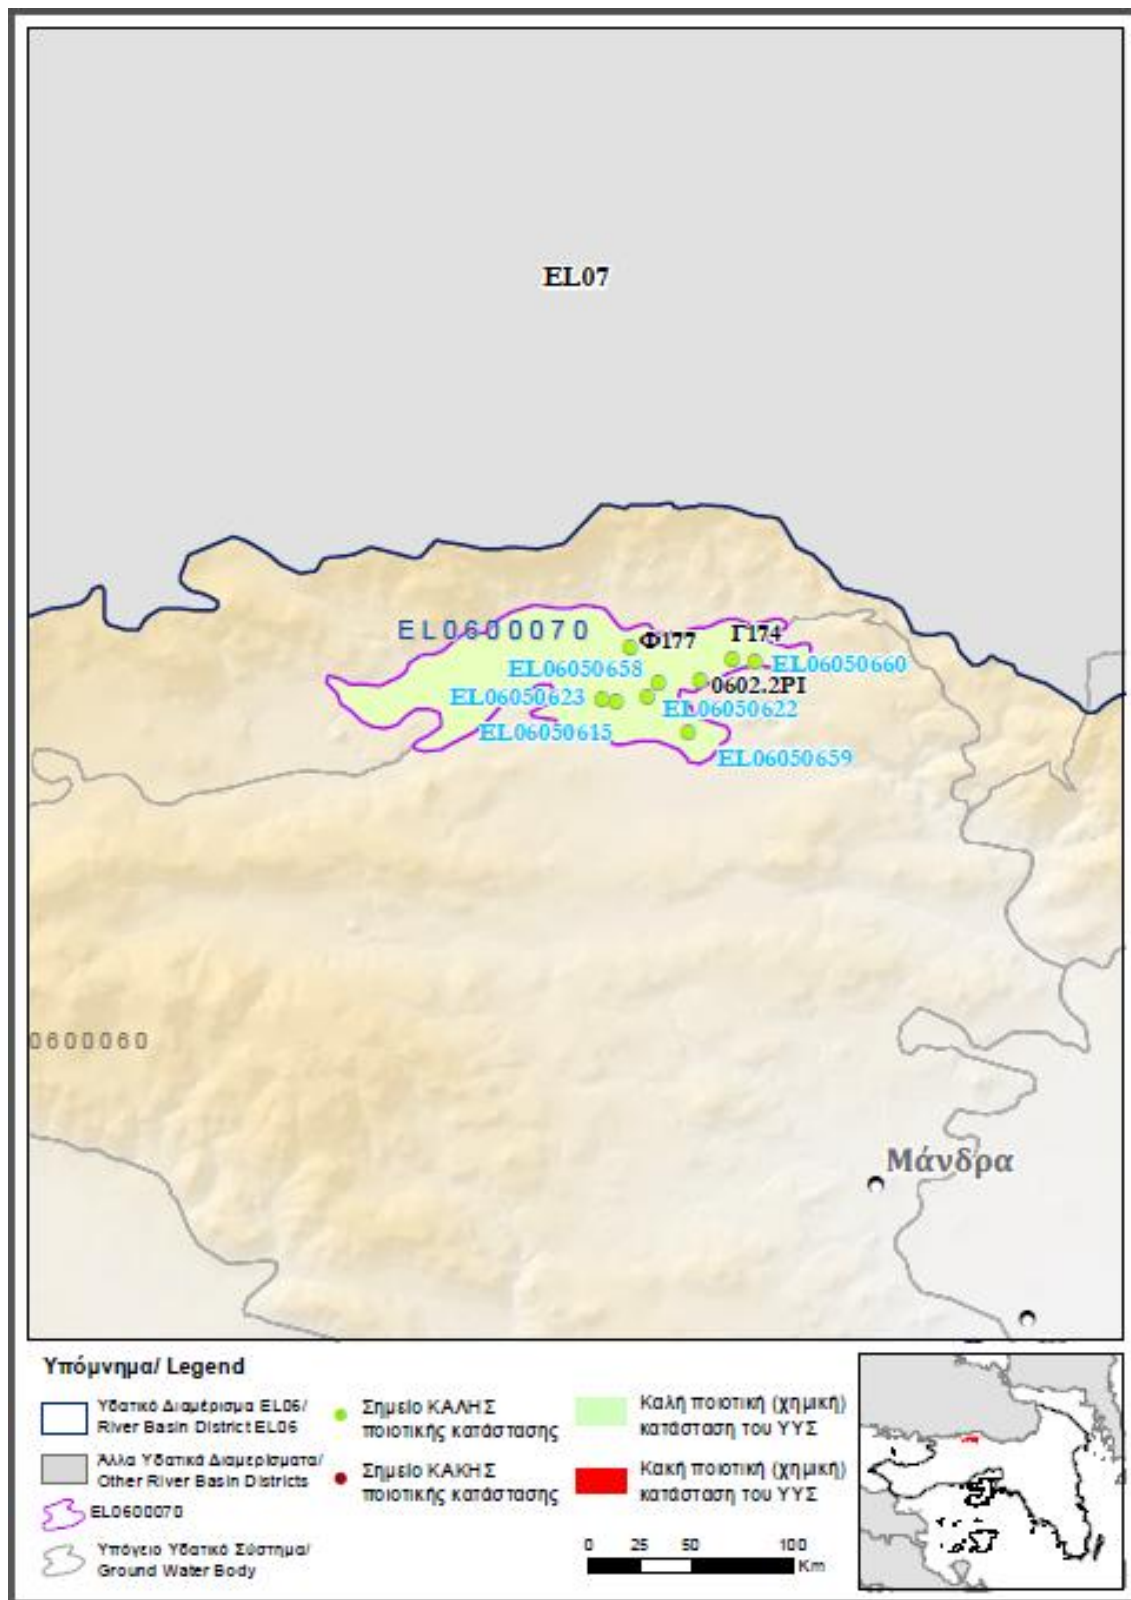 EL07
EL0600070
Φ177
Γ174
EL06050658
EL06050660
EL06050623
0602.2PI
EL06050622
EL06050615
EL06050659
0600060
Μάνδρα
Υπόμνημα/ Legend
Υδατικό Διαμέρισμα EL06/
River Basin District EL06
Άλλα Υδατικά Διαμερίσματα/
Other River Basin Districts
EL0600070
Υπόγειο Υδατικό Σύστημα/
Ground Water Body
Σημείο ΚΑΛΗΣ
ποιοτικής κατάστασης
Σημείο ΚΑΚΗΣ
ποιοτικής κατάστασης
Καλή ποιοτική (χημική)
κατάσταση του ΥΥΣ
Κακή ποιοτική (χημική)
κατάσταση του ΥΥΣ
0 25 50 100
Km